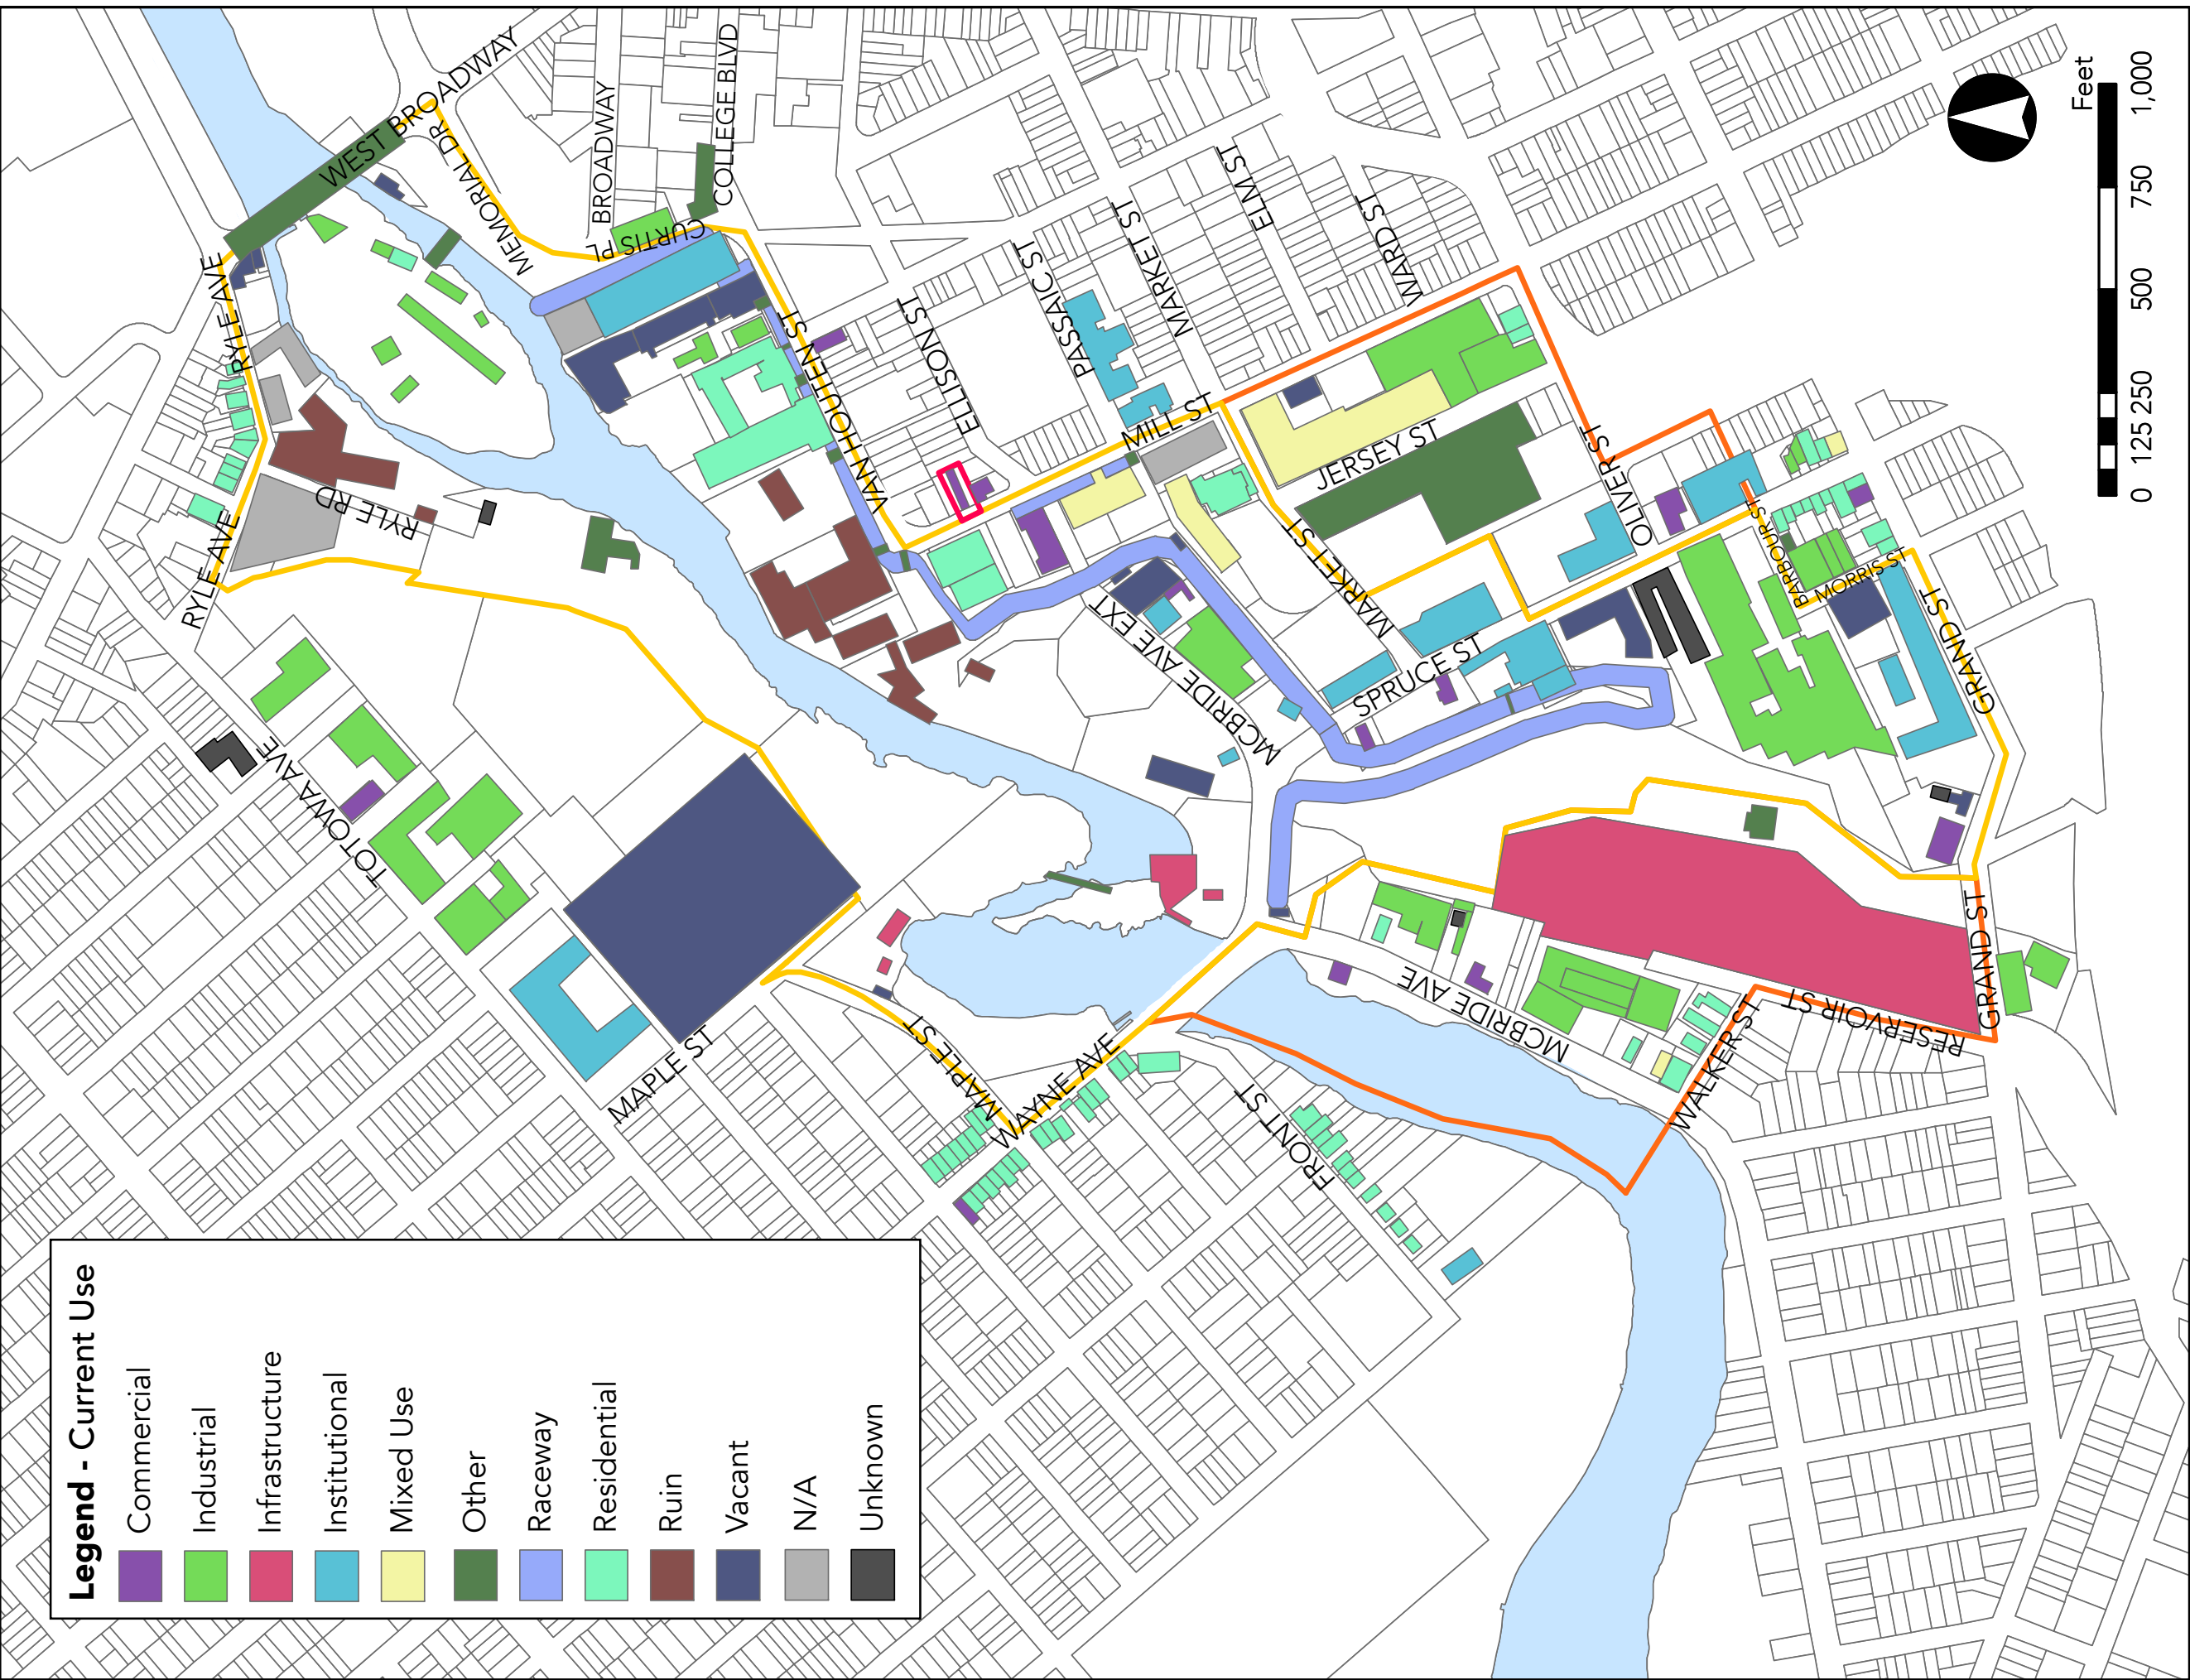 Legend - Current Use
Commercial
Industrial
Infrastructure
Institutional
Mixed Use
Other
Raceway
Residential
Ruin
Vacant
N/A
Unknown
WEST BROADWAY
MEMORIAL DR
BROADWAY
COLLEGE BLVD
CURTIS PL
RYLE AVE
RYLE RD
RYLE AVE
VAN HOUTEN ST
ELLISON ST
PASSAIC ST
MARKET ST
ELM ST
WARD ST
MILL ST
JERSEY ST
OLIVER ST
MARKET ST
SPRUCE ST
BARBOUR ST
MORRIS ST
GRAND ST
MCBRIDE AVE EXT
TOTOWA AVE
MAPLE ST
MAPLE ST
WAYNE AVE
FRONT ST
MCBRIDE AVE
WALKER ST
RESERVOIR ST
GRAND ST
Feet
0
125
250
500
750
1,000